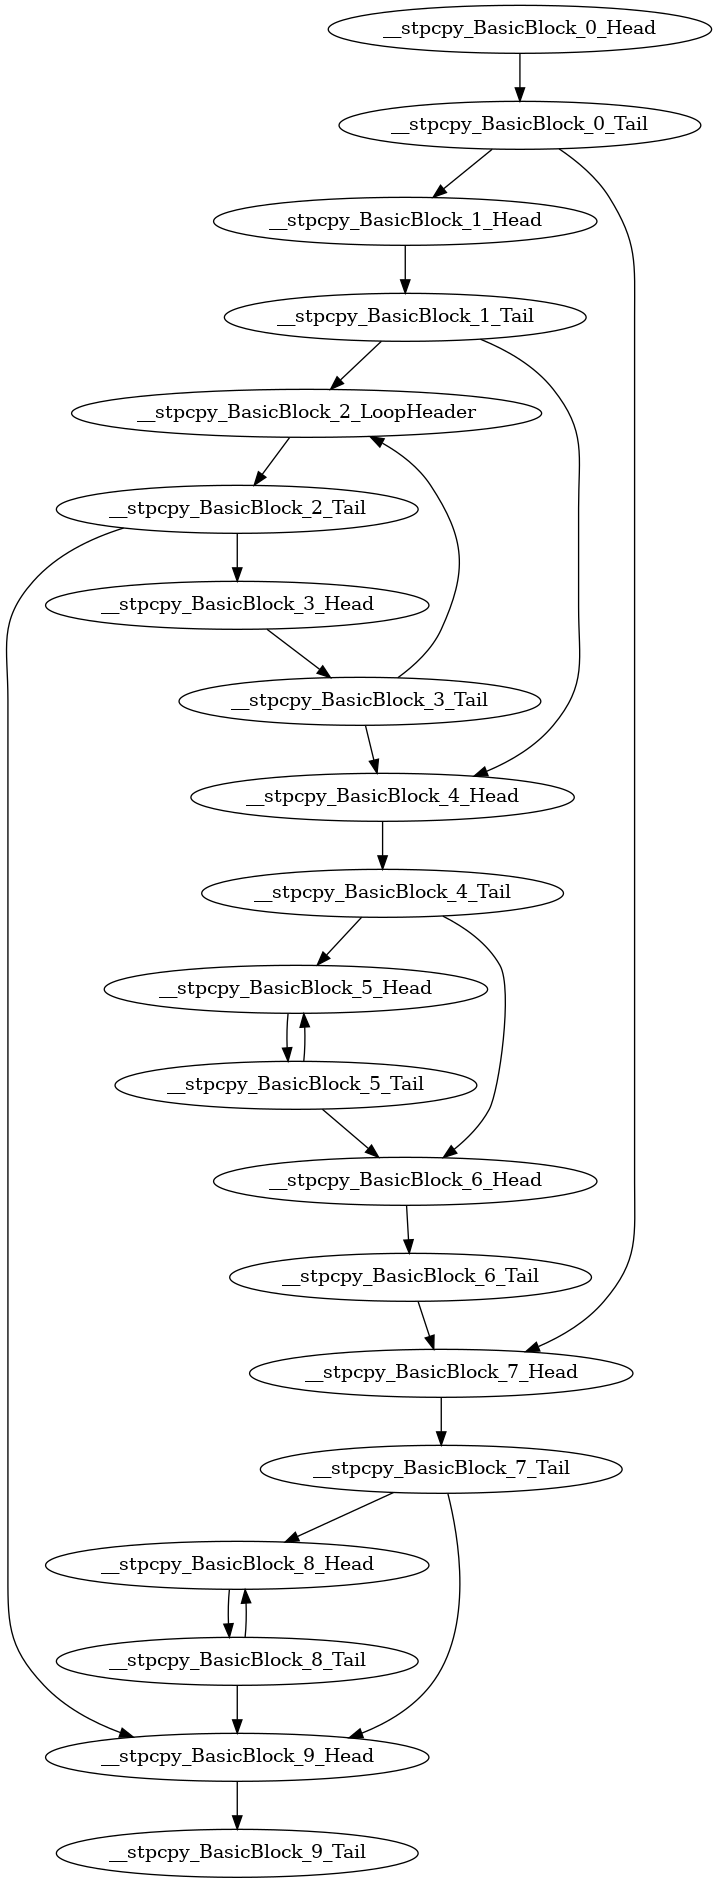 __stpcpy_BasicBlock_0_Head
__stpcpy_BasicBlock_0_Tail
__stpcpy_BasicBlock_1_Head
__stpcpy_BasicBlock_1_Tail
__stpcpy_BasicBlock_2_LoopHeader
__stpcpy_BasicBlock_2_Tail
__stpcpy_BasicBlock_3_Head
__stpcpy_BasicBlock_3_Tail
__stpcpy_BasicBlock_4_Head
__stpcpy_BasicBlock_4_Tail
__stpcpy_BasicBlock_5_Head
__stpcpy_BasicBlock_5_Tail
__stpcpy_BasicBlock_6_Head
__stpcpy_BasicBlock_6_Tail
__stpcpy_BasicBlock_7_Head
__stpcpy_BasicBlock_7_Tail
__stpcpy_BasicBlock_8_Head
__stpcpy_BasicBlock_8_Tail
__stpcpy_BasicBlock_9_Head
__stpcpy_BasicBlock_9_Tail